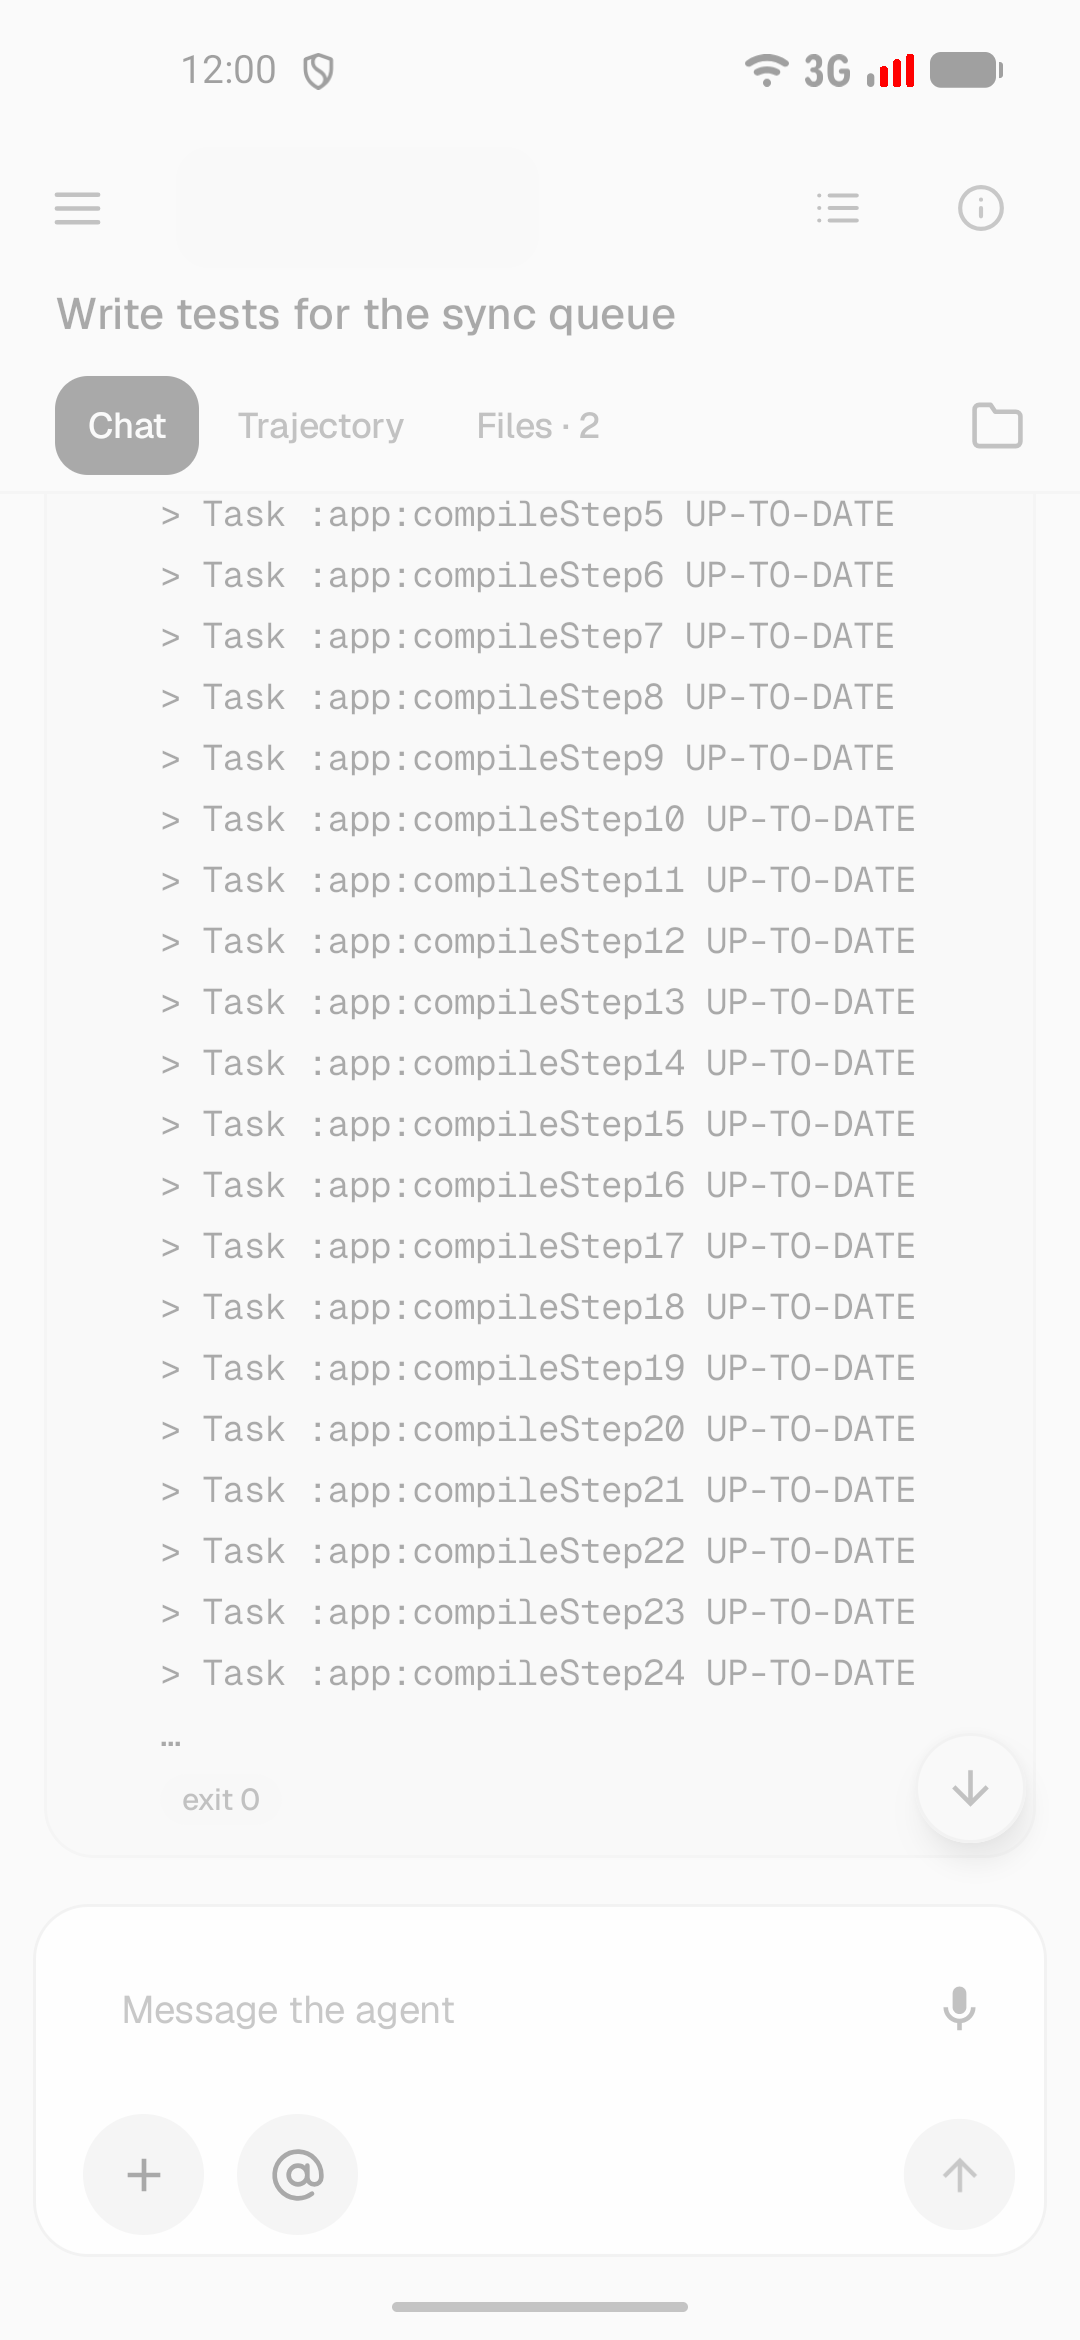 12:00
3G
Write tests for the sync queue
Chat
Trajectory
Files · 2
> Task :app:compileStep5 UP-TO-DATE
> Task :app:compileStep6 UP-TO-DATE
> Task :app:compileStep7 UP-TO-DATE
> Task :app:compileStep8 UP-TO-DATE
> Task :app:compileStep9 UP-TO-DATE
> Task :app:compileStep10 UP-TO-DATE
> Task :app:compileStep11 UP-TO-DATE
> Task :app:compileStep12 UP-TO-DATE
> Task :app:compileStep13 UP-TO-DATE
> Task :app:compileStep14 UP-TO-DATE
> Task :app:compileStep15 UP-TO-DATE
> Task :app:compileStep16 UP-TO-DATE
> Task :app:compileStep17 UP-TO-DATE
> Task :app:compileStep18 UP-TO-DATE
> Task :app:compileStep19 UP-TO-DATE
> Task :app:compileStep20 UP-TO-DATE
> Task :app:compileStep21 UP-TO-DATE
> Task :app:compileStep22 UP-TO-DATE
> Task :app:compileStep23 UP-TO-DATE
> Task :app:compileStep24 UP-TO-DATE
…
exit 0
Message the agent